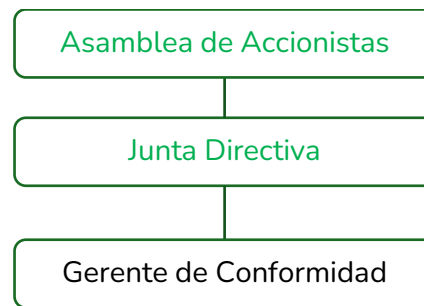 Asamblea de Accionistas
Junta Directiva
Gerente de Conformidad